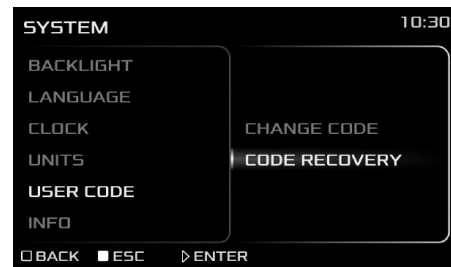 SYSTEM 10:30
BACKLIGHT
LANGUAGE
CLOCK
UNITS
USER CODE
INFO
CHANGE CODE
CODE RECOVERY
BACK ESC ENTER